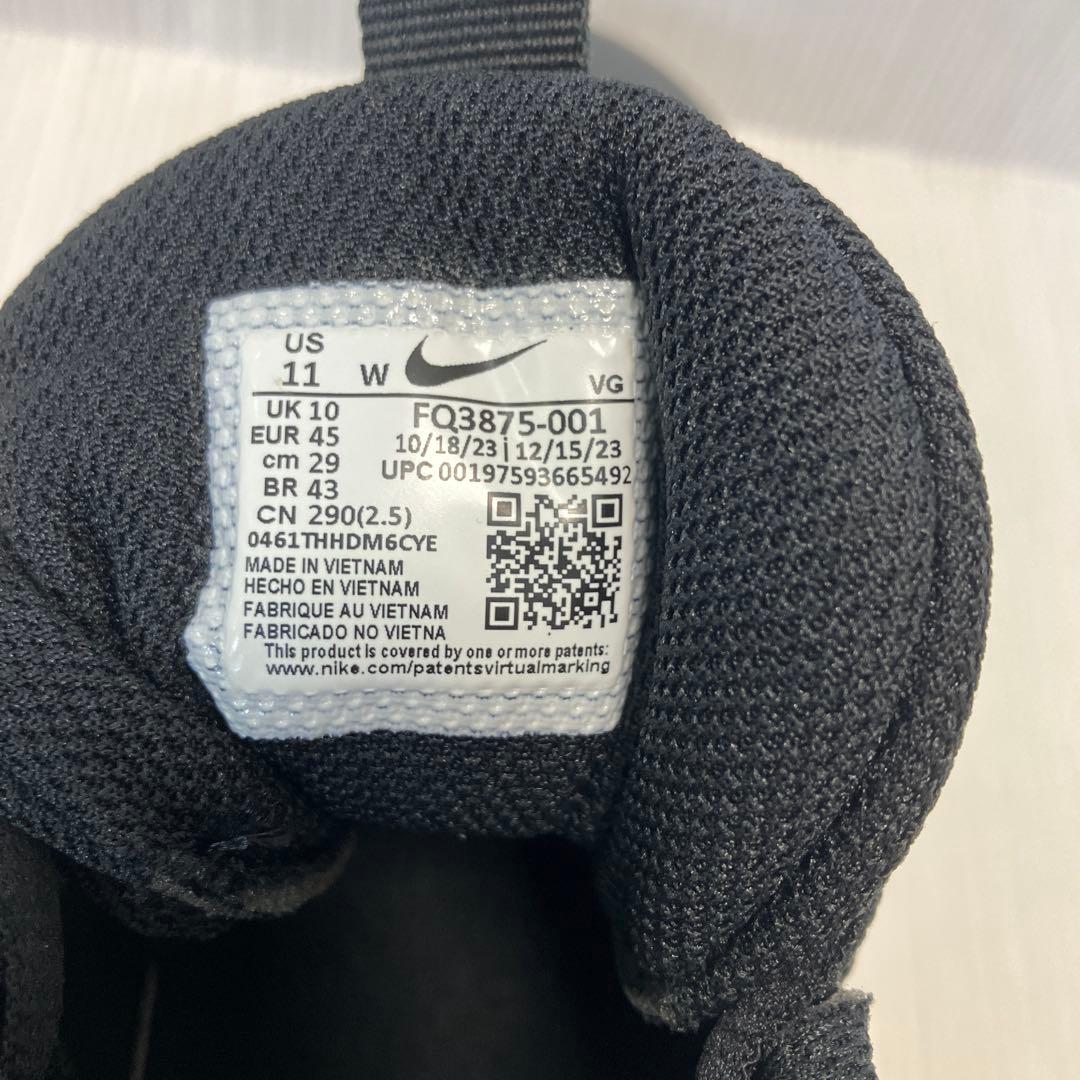 US
11 W VG
UK 10 FQ3875-001
EUR 45 10/18/23 | 12/15/23
cm 29 UPC 00197593665492
BR 43
CN 290(2.5)
0461THHDM6CYE
MADE IN VIETNAM
HECHO EN VIETNAM
FABRIQUE AU VIETNAM
FABRICADO NO VIETNA
This product is covered by one or more patents:
www.nike.com/patentsvirtualmarking